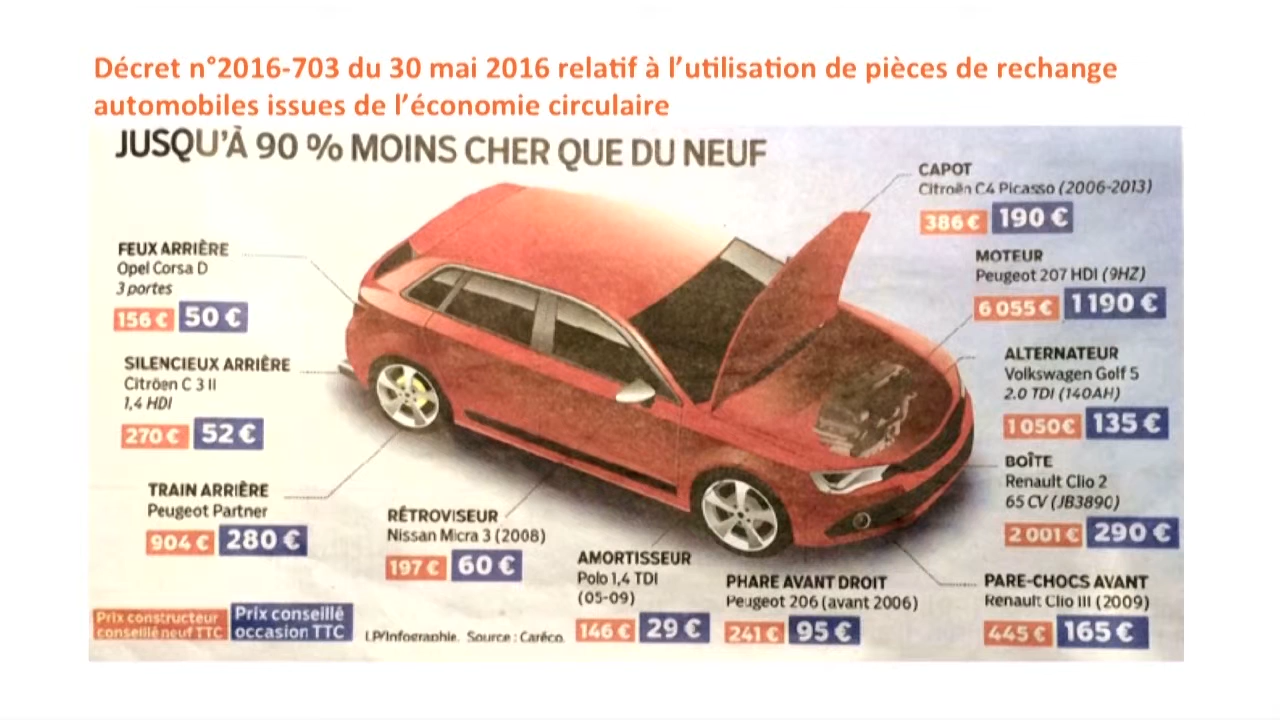 Décret n°2016-703 du 30 mai 2016 relatif à l’utilisation de pièces de rechange
automobiles issues de l’économie circulaire
JUSQU'À 90 % MOINS CHER QUE DU NEUF
CAPOT
Citroën C4 Picasso (2006-2013)
386 € 190 €
MOTEUR
Peugeot 207 HDI (9HZ)
6 055 € 1 190 €
FEUX ARRIÈRE
Opel Corsa D
3 portes
156 € 50 €
ALTERNATEUR
Volkswagen Golf 5
2.0 TDI (140AH)
1 050 € 135 €
SILENCIEUX ARRIÈRE
Citröen C 3 II
1,4 HDI
270 € 52 €
BOÎTE
Renault Clio 2
65 CV (JB3890)
2 001 € 290 €
TRAIN ARRIÈRE
Peugeot Partner
904 € 280 €
RÉTROVISEUR
Nissan Micra 3 (2008)
197 € 60 €
AMORTISSEUR
Polo 1,4 TDI
(05-09)
146 € 29 €
PHARE AVANT DROIT
Peugeot 206 (avant 2006)
241 € 95 €
PARE-CHOCS AVANT
Renault Clio III (2009)
445 € 165 €
Prix constructeur
conseillé neuf TTC
Prix conseillé
occasion TTC
LP/Infographie. Source : Caréco.